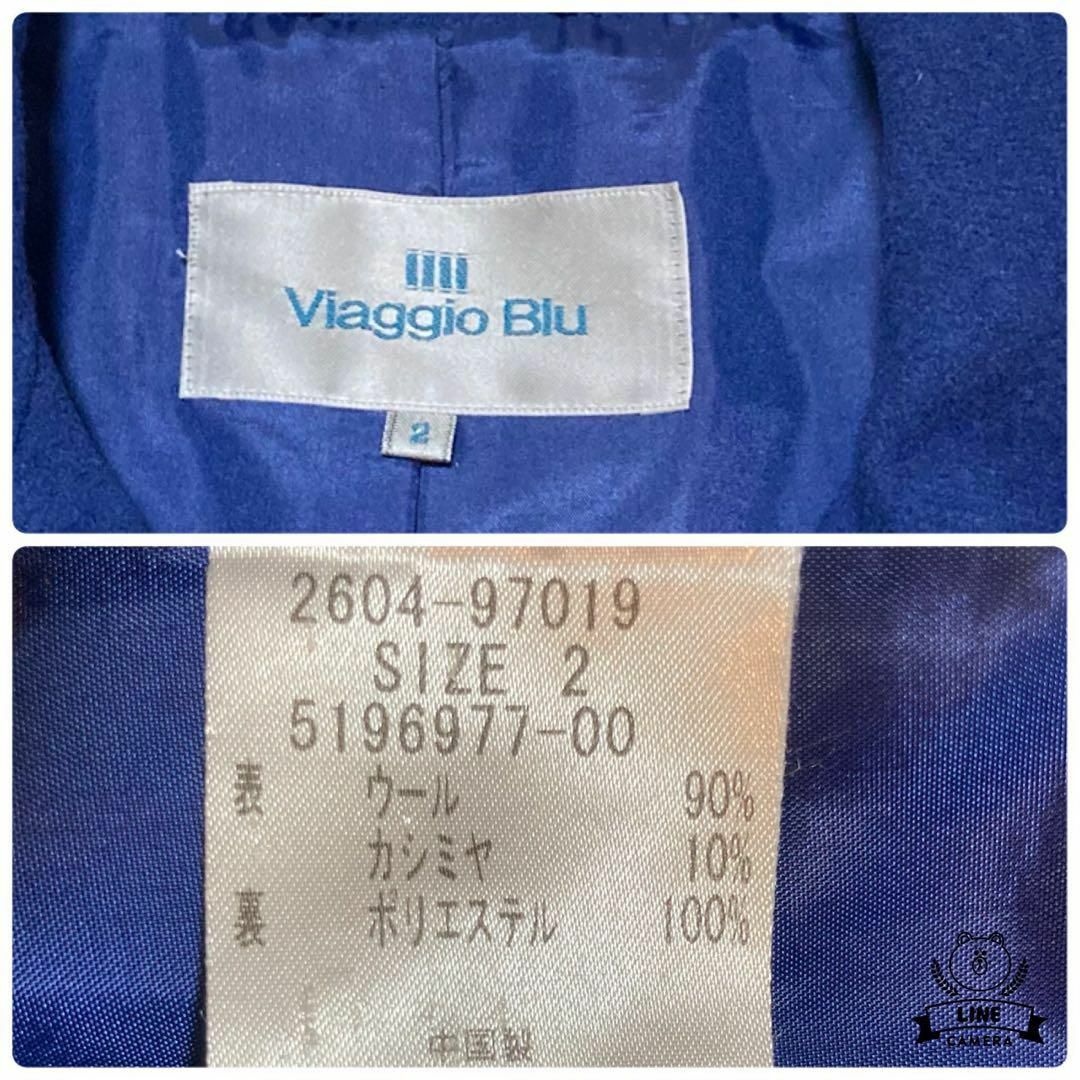 Viaggio Blu
2
2604-97019
SIZE 2
5196977-00
表 ウール 90%
カシミヤ 10%
裏 ポリエステル 100%
中国製
LINE
CAMERA